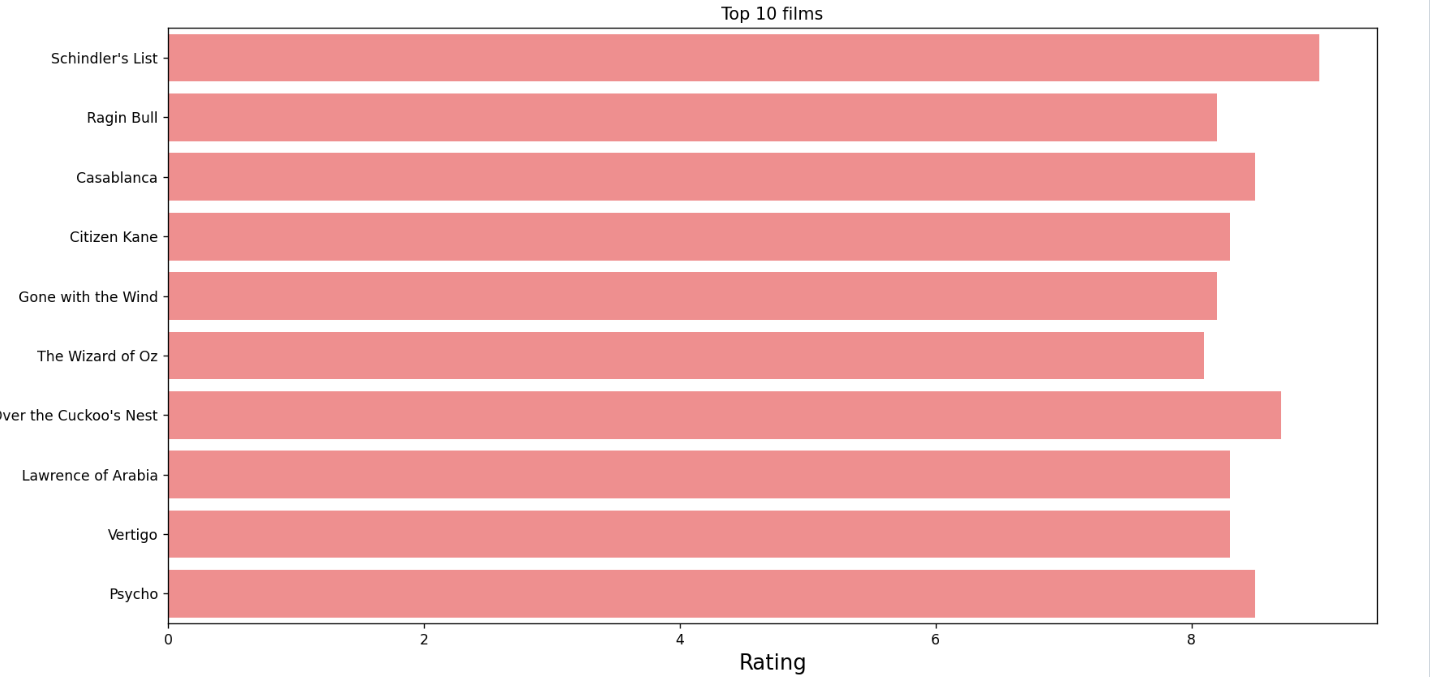 Top 10 films
Schindler's List
Ragin Bull
Casablanca
Citizen Kane
Gone with the Wind
The Wizard of Oz
the Cuckoo's Nest
Lawrence of Arabia
Vertigo
Psycho
0 2 4 6 8
Rating